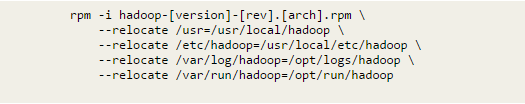 rpm -i hadoop-[version]-[rev].[arch].rpm \
--relocate /usr=/usr/local/hadoop \
--relocate /etc/hadoop=/usr/local/etc/hadoop \
--relocate /var/log/hadoop=/opt/logs/hadoop \
--relocate /var/run/hadoop=/opt/run/hadoop